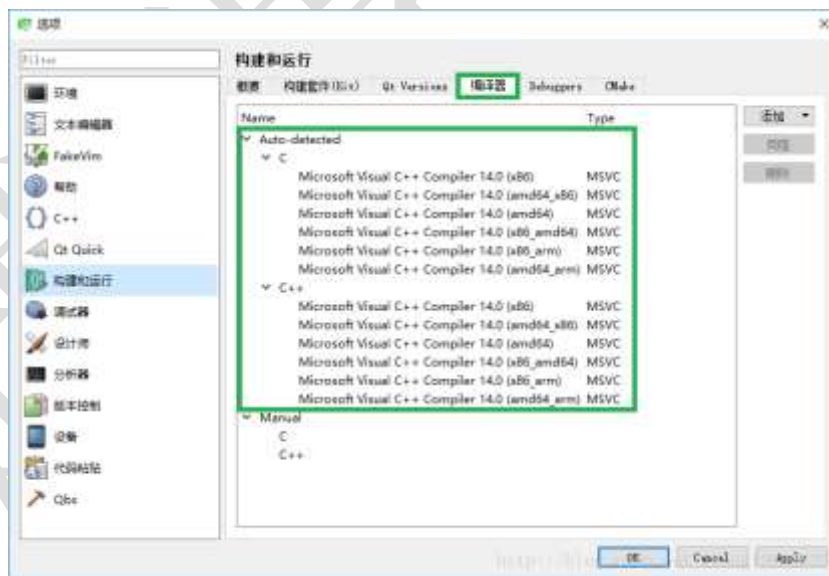 选项
Filter
环境
文本编辑器
FakeVim
帮助
C++
Qt Quick
构建和运行
调试器
设计师
分析器
版本控制
设备
代码粘贴
Qbs
构建和运行
概要 构建套件(Kit) Qt Versions 编译器 Debuggers CMake
Name Type
Auto-detected
C
Microsoft Visual C++ Compiler 14.0 (x86) MSVC
Microsoft Visual C++ Compiler 14.0 (amd64_x86) MSVC
Microsoft Visual C++ Compiler 14.0 (amd64) MSVC
Microsoft Visual C++ Compiler 14.0 (x86_amd64) MSVC
Microsoft Visual C++ Compiler 14.0 (x86_arm) MSVC
Microsoft Visual C++ Compiler 14.0 (amd64_arm) MSVC
C++
Microsoft Visual C++ Compiler 14.0 (x86) MSVC
Microsoft Visual C++ Compiler 14.0 (amd64_x86) MSVC
Microsoft Visual C++ Compiler 14.0 (amd64) MSVC
Microsoft Visual C++ Compiler 14.0 (x86_amd64) MSVC
Microsoft Visual C++ Compiler 14.0 (x86_arm) MSVC
Microsoft Visual C++ Compiler 14.0 (amd64_arm) MSVC
Manual
C
C++
添加
克隆
删除
OK Cancel Apply